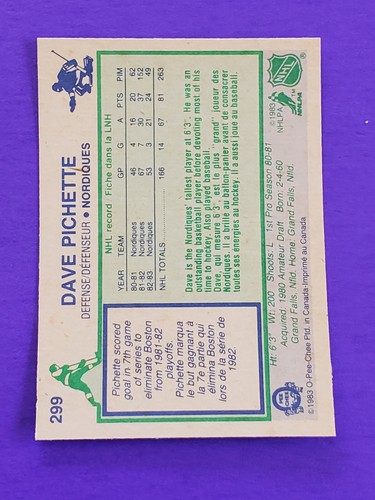 299
DAVE PICHETTE
DEFENSE-DÉFENSEUR • NORDIQUES
Pichette scored
goal in 7th game
of series to
eliminate Boston
from 1981-82
playoffs.
Pichette marqua
le but gagnant à
la 7e partie qui
élimina Boston
lors de la série de
1982.
NHL record / Fiche dans la LNH
YEAR TEAM GP G A PTS PIM
80-81 Nordiques 46 4 16 20 62
81-82 Nordiques 67 7 30 37 152
82-83 Nordiques 53 3 21 24 49
NHL TOTALS 166 14 67 81 263
Dave is the Nordiques' tallest player at 6'3". He was an
outstanding basketball player before devoting most of his
time to hockey. Also played baseball.
Dave, qui mesure 6'3", est le plus "grand" joueur des
Nordiques. Il a brillé au ballon-panier avant de consacrer
toutes ses énergies au hockey. Il a aussi joué au baseball.
Ht: 6'3" Wt: 200 Shoots: L 1st Pro Season 80-81
Acquired: 1980 Amateur Draft Born: 2-4-60
Grand Falls, Nfld. Home: Grand Falls, Nfld.
©1983 O-Pee-Chee Ptd. in Canada-Imprimé au Canada
O PEE CHEE
NHL
©1983
NHLPA